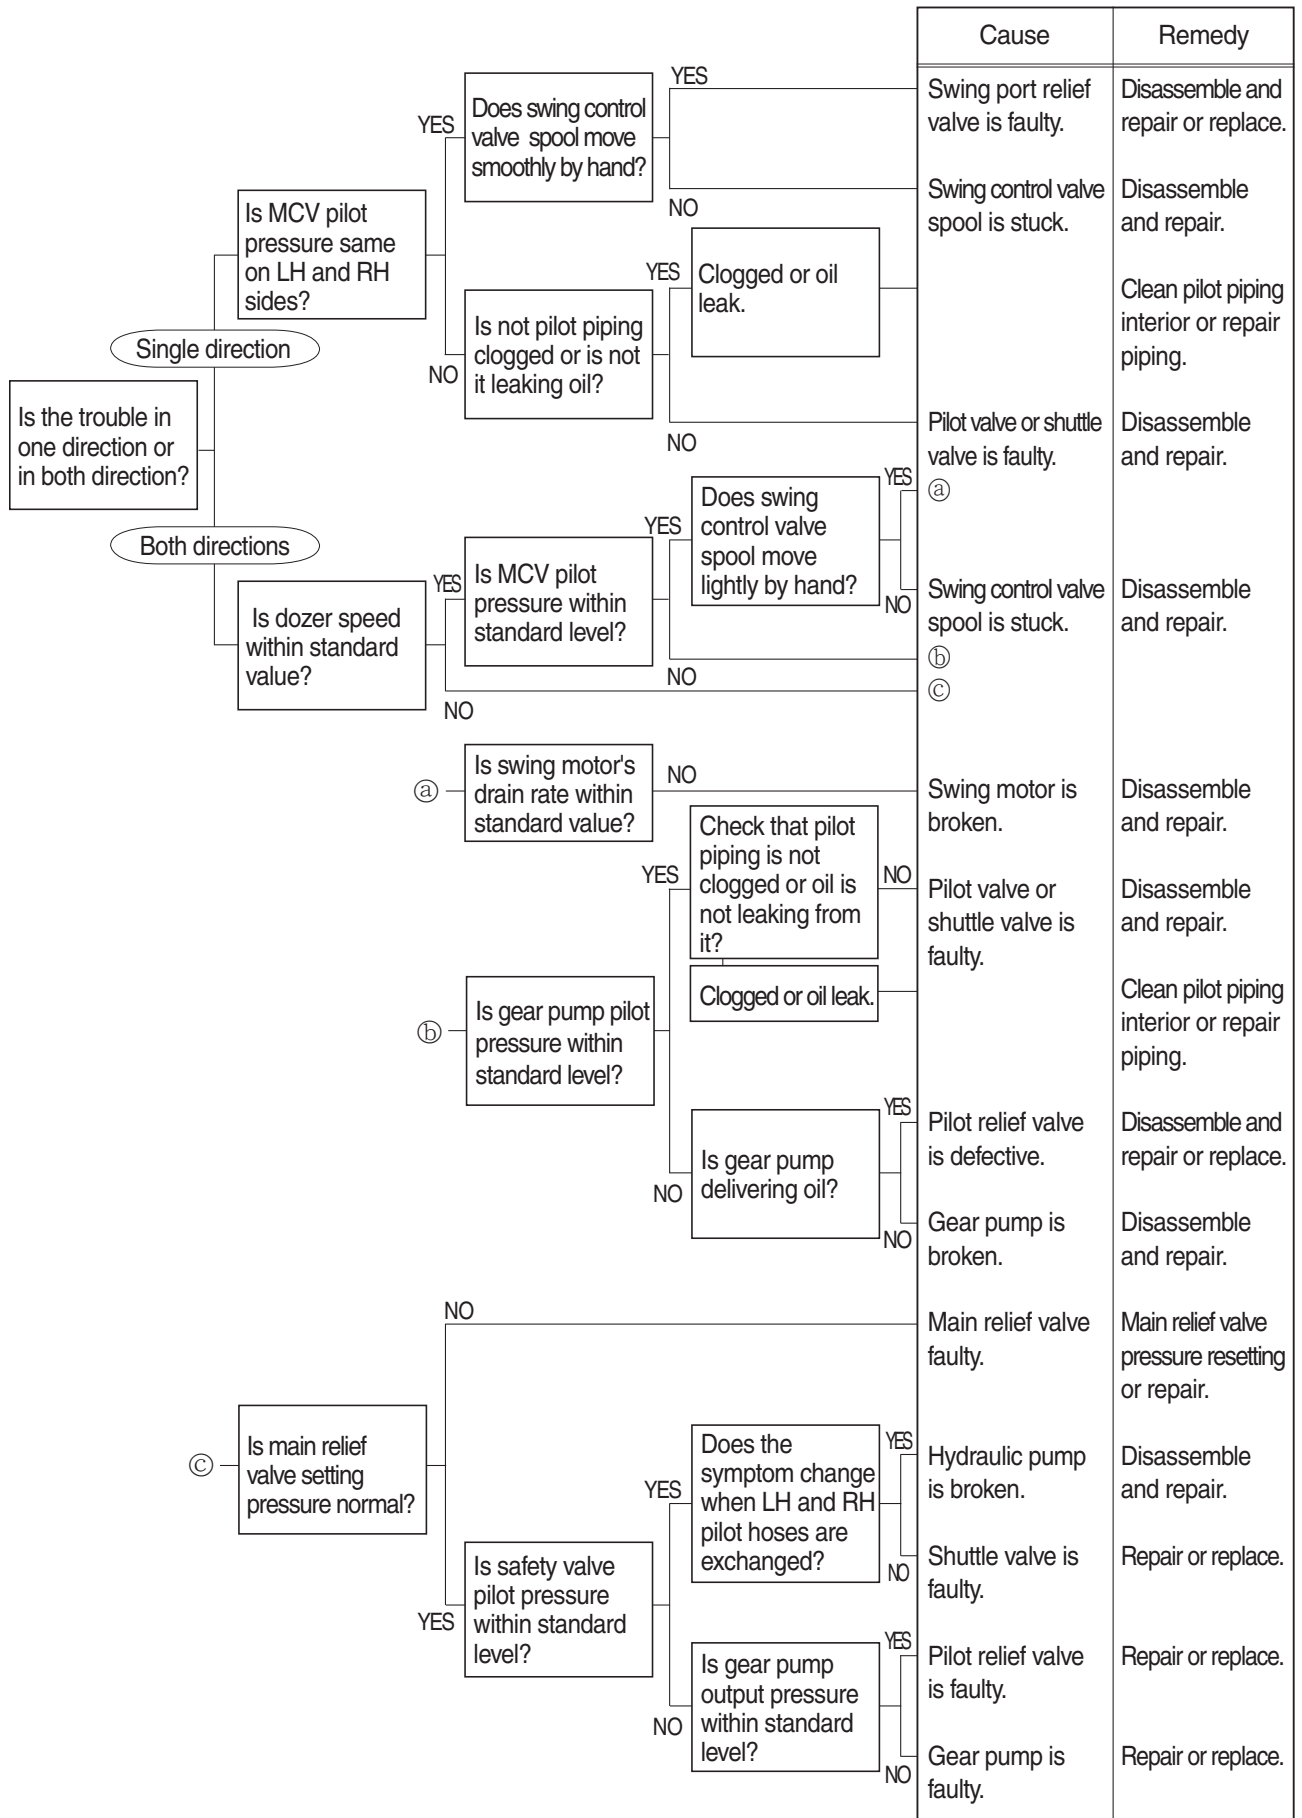 Cause
Remedy
Is the trouble in
one direction or
in both direction?
Single direction
Is MCV pilot
pressure same
on LH and RH
sides?
YES
Does swing control
valve spool move
smoothly by hand?
YES
Swing port relief
valve is faulty.
Disassemble and
repair or replace.
NO
Swing control valve
spool is stuck.
Disassemble
and repair.
NO
Is not pilot piping
clogged or is not
it leaking oil?
YES
Clogged or oil
leak.
Clean pilot piping
interior or repair
piping.
NO
Pilot valve or shuttle
valve is faulty.
Disassemble
and repair.
Both directions
Is dozer speed
within standard
value?
YES
Is MCV pilot
pressure within
standard level?
YES
Does swing
control valve
spool move
lightly by hand?
YES
ⓐ
NO
Swing control valve
spool is stuck.
Disassemble
and repair.
NO
ⓑ
NO
ⓒ
ⓐ
Is swing motor's
drain rate within
standard value?
NO
Swing motor is
broken.
Disassemble
and repair.
ⓑ
Is gear pump pilot
pressure within
standard level?
YES
Check that pilot
piping is not
clogged or oil is
not leaking from
it?
NO
Pilot valve or
shuttle valve is
faulty.
Disassemble
and repair.
Clogged or oil leak.
Clean pilot piping
interior or repair
piping.
NO
Is gear pump
delivering oil?
YES
Pilot relief valve
is defective.
Disassemble and
repair or replace.
NO
Gear pump is
broken.
Disassemble
and repair.
ⓒ
Is main relief
valve setting
pressure normal?
NO
Main relief valve
faulty.
Main relief valve
pressure resetting
or repair.
YES
Is safety valve
pilot pressure
within standard
level?
YES
Does the
symptom change
when LH and RH
pilot hoses are
exchanged?
YES
Hydraulic pump
is broken.
Disassemble
and repair.
NO
Shuttle valve is
faulty.
Repair or replace.
NO
Is gear pump
output pressure
within standard
level?
YES
Pilot relief valve
is faulty.
Repair or replace.
NO
Gear pump is
faulty.
Repair or replace.